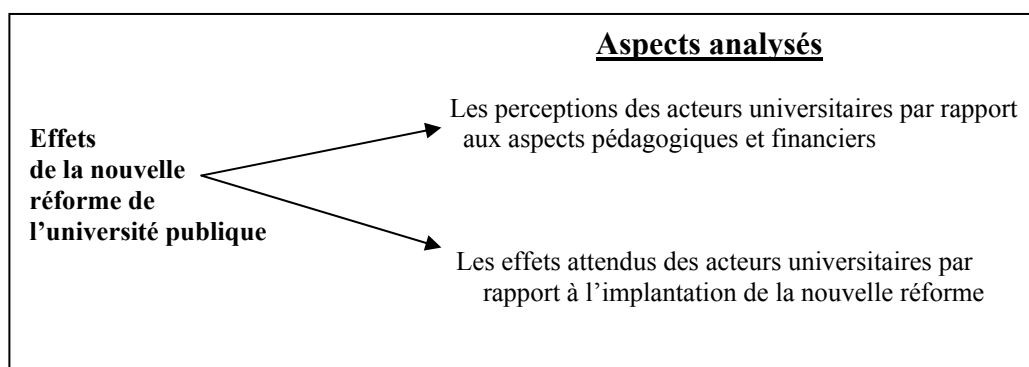 Aspects analysés
Les perceptions des acteurs universitaires par rapport
aux aspects pédagogiques et financiers
Effets
de la nouvelle
réforme de
l’université publique
Les effets attendus des acteurs universitaires par
rapport à l’implantation de la nouvelle réforme